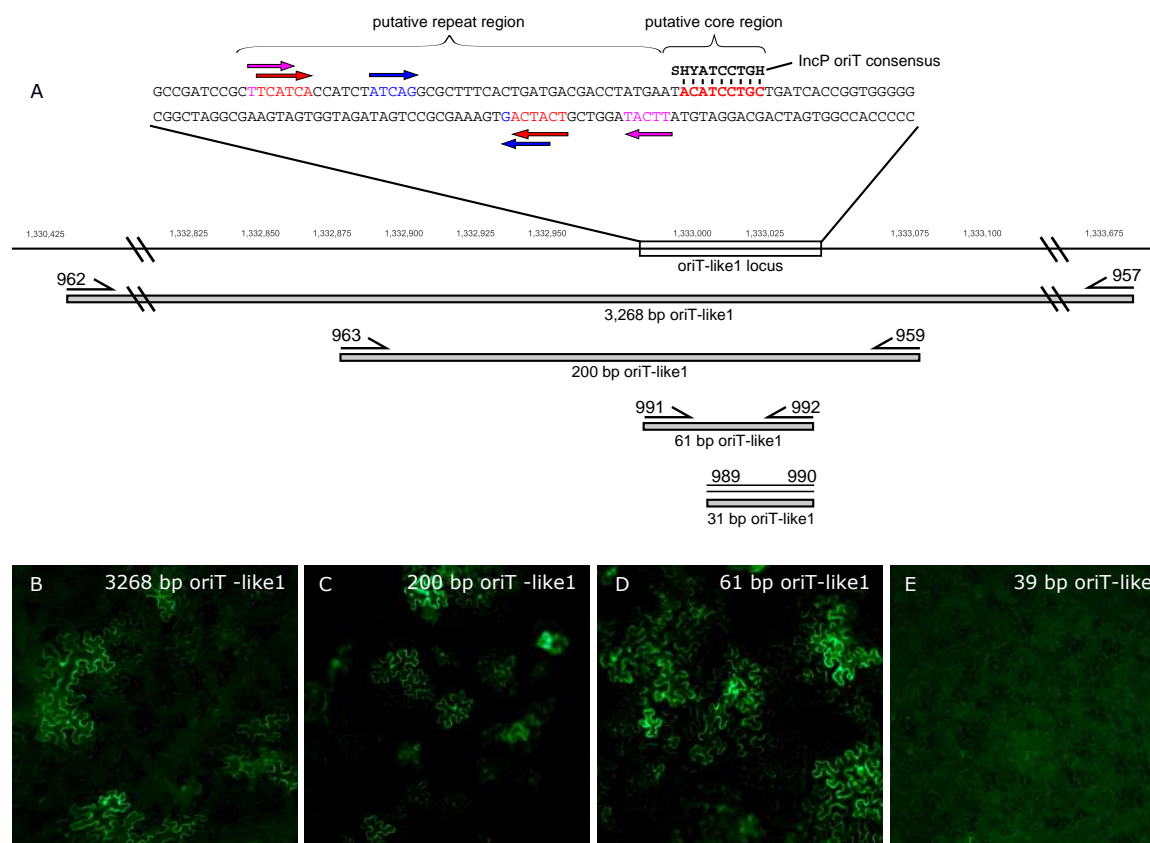 putative repeat region
putative core region
SHYATCCTGH
IncP oriT consensus
A
GCCGATCCGCTTCATCACCATCTATCAGGCGCTTTCACTGATGACGACCTATGAATACATCCTGCTGATCACCGGTGGGGG
CGGCTAGGCGAAGTAGTGGTAGATAGTCCGCGAAAGTGACTACTGCTGGATACTTATGTAGGACGACTAGTGGCCACCCCC
1,330,425
1,332,825
1,332,850
1,332,875
1,332,900
1,332,925
1,332,950
1,333,000
1,333,025
1,333,075
1,333,100
1,333,675
oriT-like1 locus
962
957
3,268 bp oriT-like1
963
959
200 bp oriT-like1
991
992
61 bp oriT-like1
989
990
31 bp oriT-like1
B
3268 bp oriT -like1
C
200 bp oriT -like1
D
61 bp oriT-like1
E
39 bp oriT-like